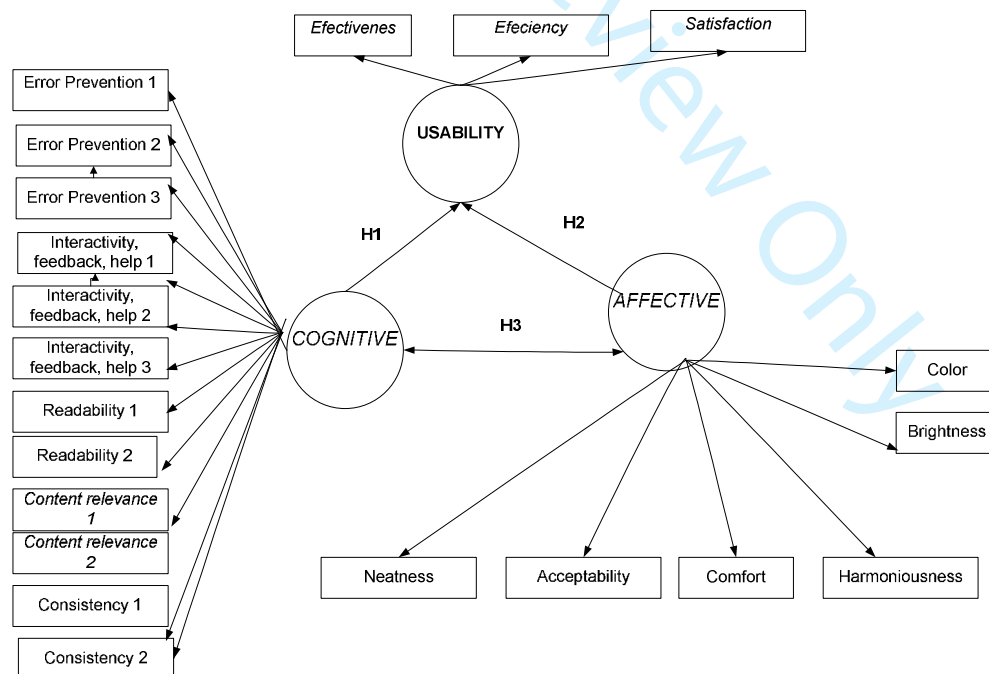 Efectivenes
Efeciency
Satisfaction
USABILITY
Error Prevention 1
Error Prevention 2
Error Prevention 3
Interactivity,
feedback, help 1
Interactivity,
feedback, help 2
Interactivity,
feedback, help 3
Readability 1
Readability 2
Content relevance
1
Content relevance
2
Consistency 1
Consistency 2
H1
H2
H3
COGNITIVE
AFFECTIVE
Color
Brightness
Neatness
Acceptability
Comfort
Harmoniousness
view Only